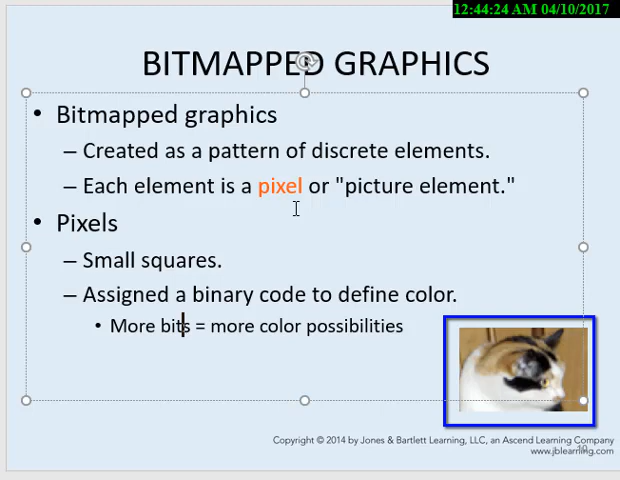 12:44:24 AM 04/10/2017
BITMAPPED GRAPHICS
• Bitmapped graphics
– Created as a pattern of discrete elements.
– Each element is a pixel or "picture element."
• Pixels
– Small squares.
– Assigned a binary code to define color.
• More bits = more color possibilities
Copyright © 2014 by Jones & Bartlett Learning, LLC, an Ascend Learning Company
www.jblearning.com